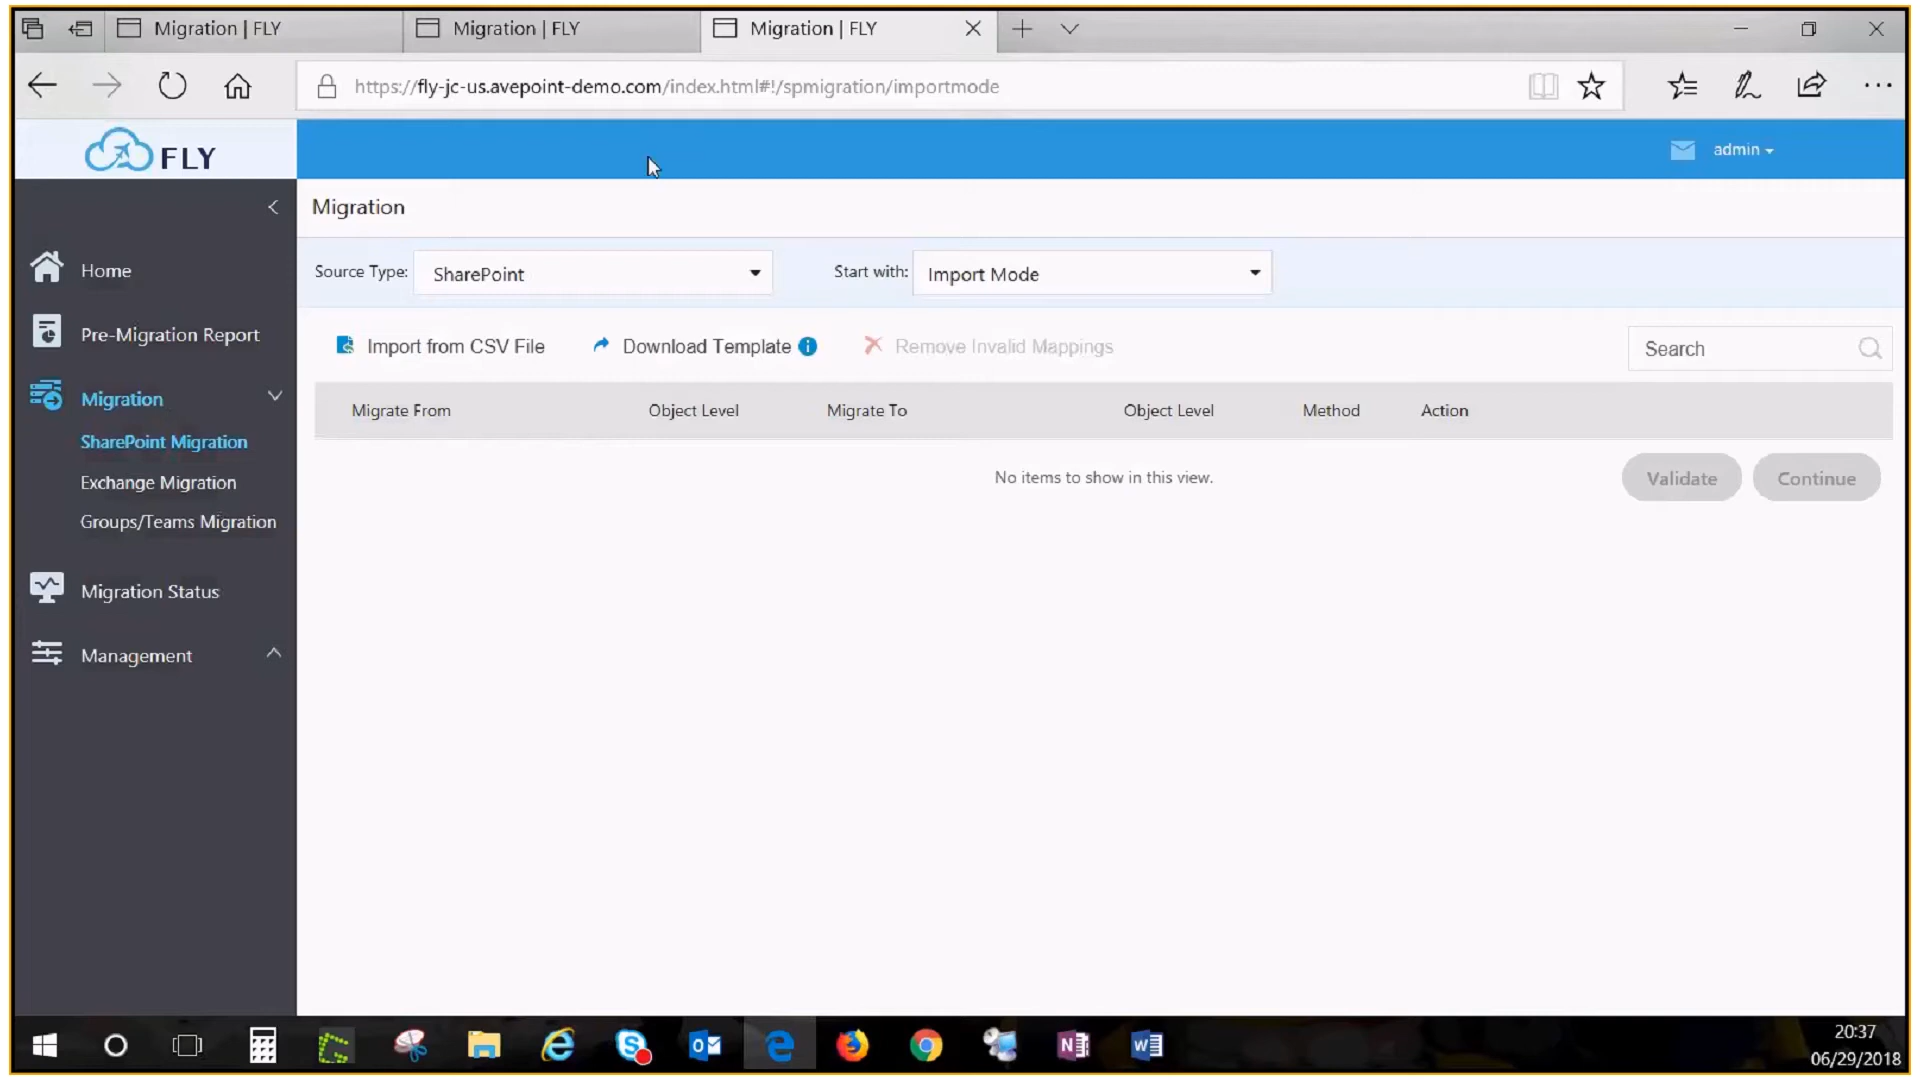 Migration | FLY
Migration | FLY
Migration | FLY
https://fly-jc-us.avepoint-demo.com/index.html#!/spmigration/importmode
FLY
admin
Migration
Home
Source Type: SharePoint
Start with: Import Mode
Pre-Migration Report
Import from CSV File
Download Template
Remove Invalid Mappings
Search
Migration
Migrate From
Object Level
Migrate To
Object Level
Method
Action
SharePoint Migration
Exchange Migration
No items to show in this view.
Validate
Continue
Groups/Teams Migration
Migration Status
Management
20:37
06/29/2018